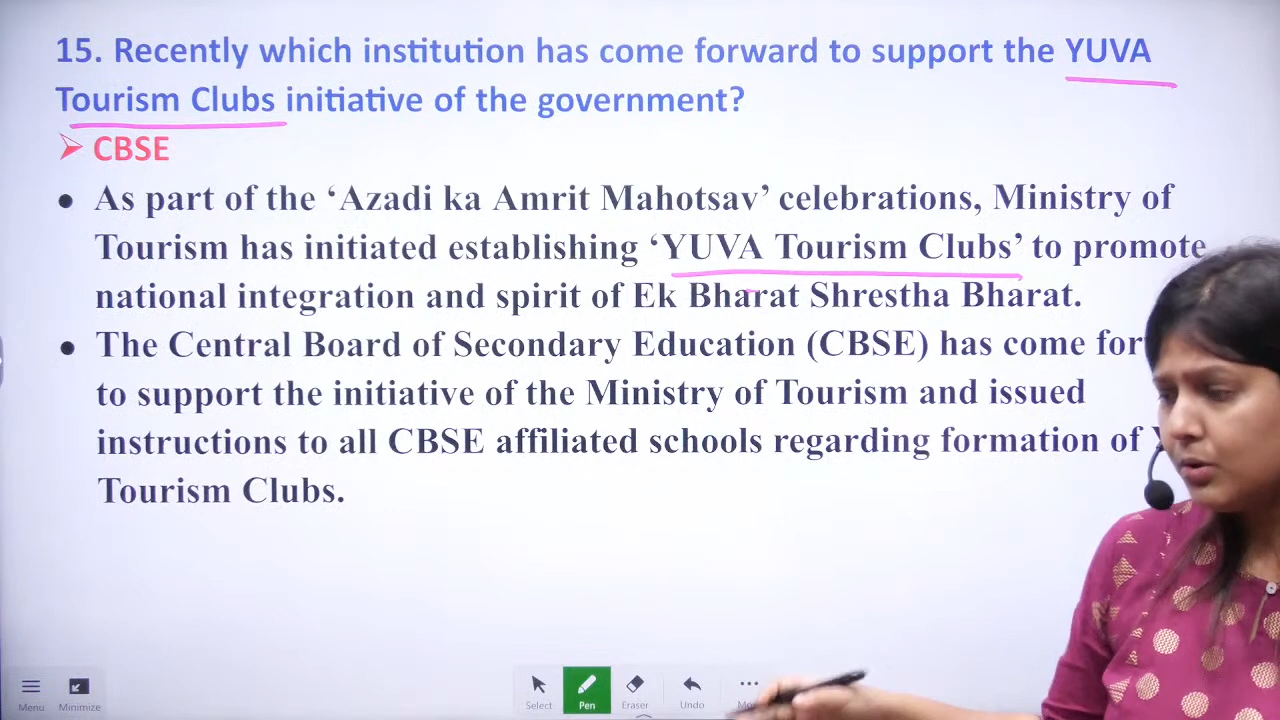 15. Recently which institution has come forward to support the YUVA
Tourism Clubs initiative of the government?
CBSE
As part of the ‘Azadi ka Amrit Mahotsav’ celebrations, Ministry of
Tourism has initiated establishing ‘YUVA Tourism Clubs’ to promote
national integration and spirit of Ek Bharat Shrestha Bharat.
The Central Board of Secondary Education (CBSE) has come
to support the initiative of the Ministry of Tourism and issued
instructions to all CBSE affiliated schools regarding formation of
Tourism Clubs.
Menu Minimize Select Pen Eraser Undo